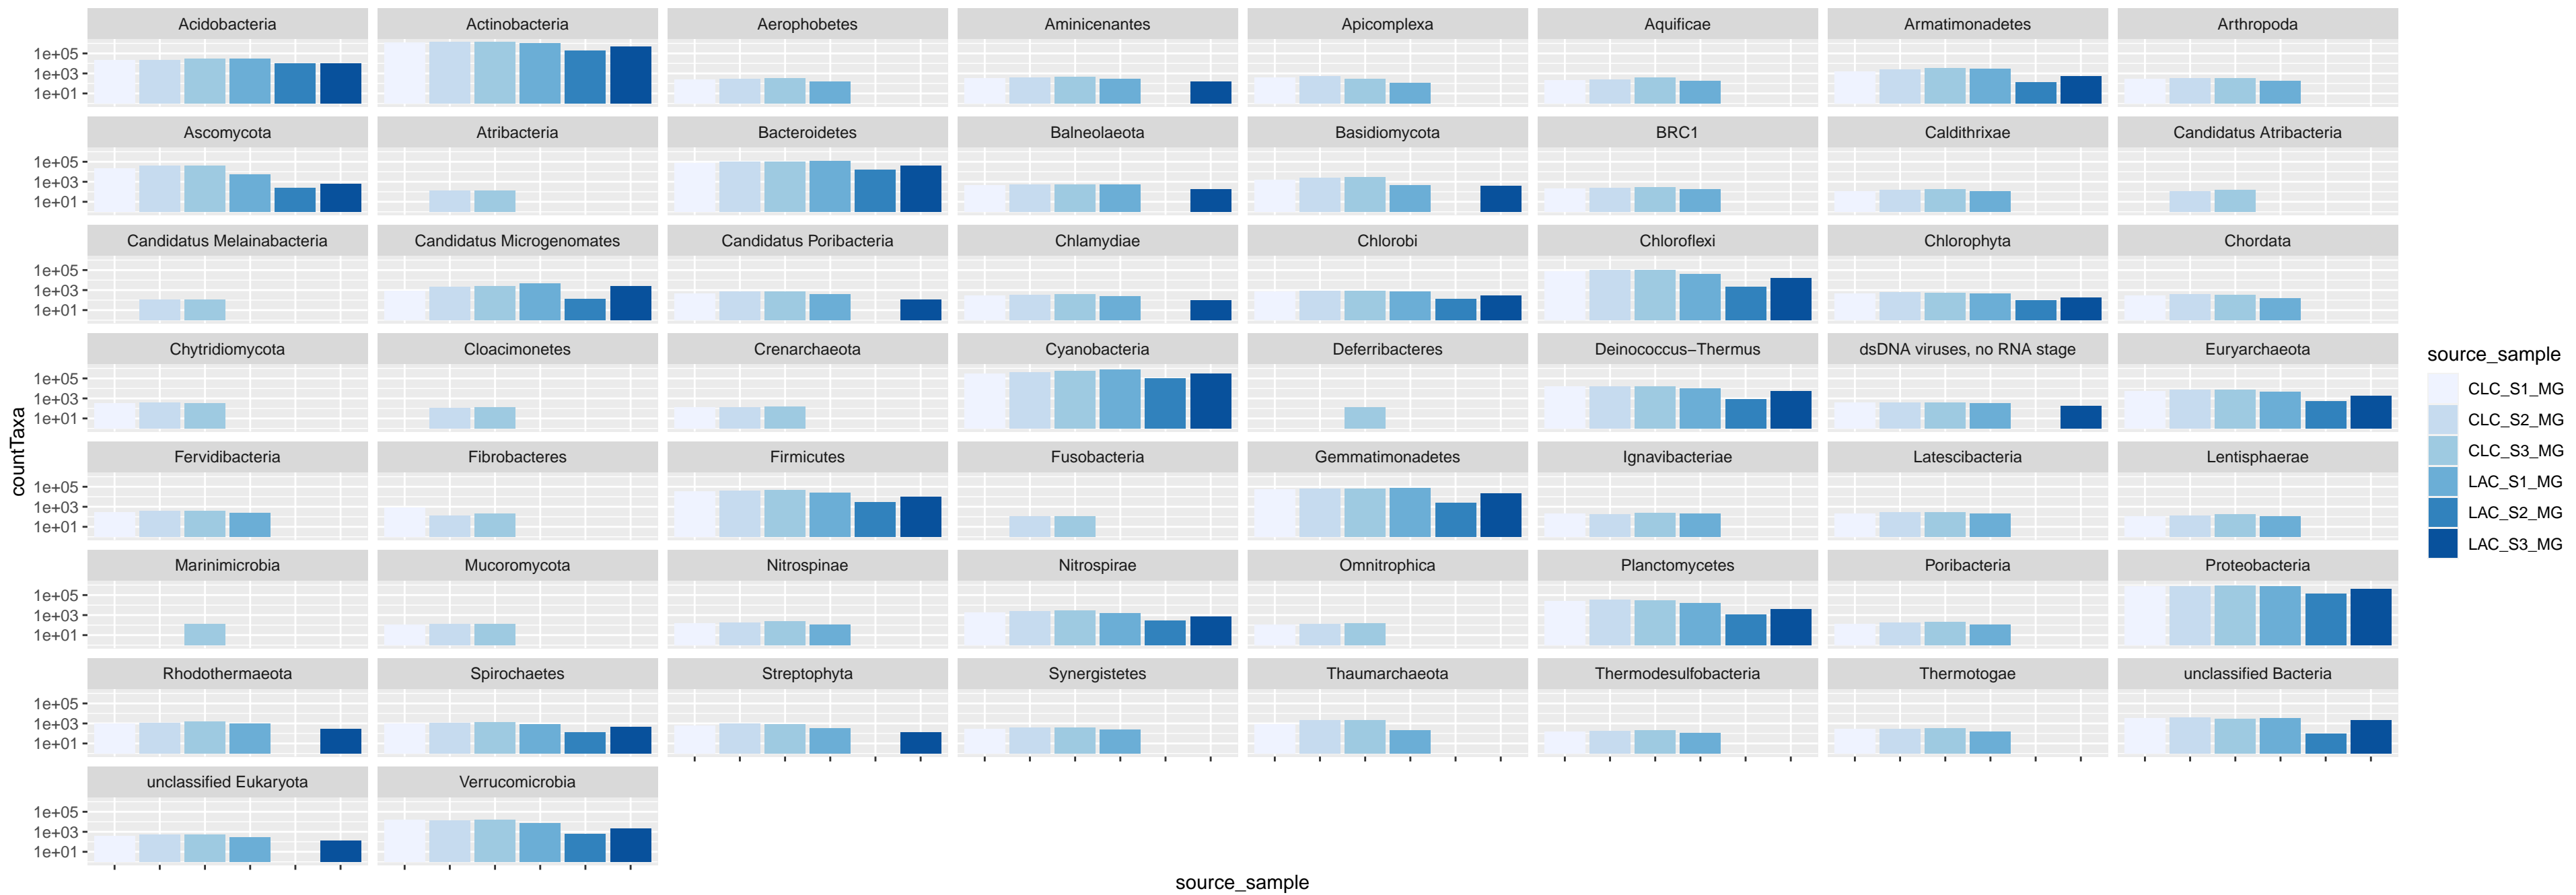 Acidobacteria Actinobacteria Aerophobetes Aminicenantes Apicomplexa Aquificae Armatimonadetes Arthropoda
1e+05
1e+03
1e+01
Ascomycota Atribacteria Bacteroidetes Balneolaeota Basidiomycota BRC1 Caldithrixae Candidatus Atribacteria
1e+05
1e+03
1e+01
Candidatus Melainabacteria Candidatus Microgenomates Candidatus Poribacteria Chlamydiae Chlorobi Chloroflexi Chlorophyta Chordata
1e+05
1e+03
1e+01
Chytridiomycota Cloacimonetes Crenarchaeota Cyanobacteria Deferribacteres Deinococcus−Thermus dsDNA viruses, no RNA stage Euryarchaeota
1e+05
1e+03
1e+01
Fervidibacteria Fibrobacteres Firmicutes Fusobacteria Gemmatimonadetes Ignavibacteriae Latescibacteria Lentisphaerae
1e+05
1e+03
1e+01
Marinimicrobia Mucoromycota Nitrospinae Nitrospirae Omnitrophica Planctomycetes Poribacteria Proteobacteria
1e+05
1e+03
1e+01
Rhodothermaeota Spirochaetes Streptophyta Synergistetes Thaumarchaeota Thermodesulfobacteria Thermotogae unclassified Bacteria
1e+05
1e+03
1e+01
unclassified Eukaryota Verrucomicrobia
1e+05
1e+03
1e+01
countTaxa
source_sample
source_sample
CLC_S1_MG
CLC_S2_MG
CLC_S3_MG
LAC_S1_MG
LAC_S2_MG
LAC_S3_MG